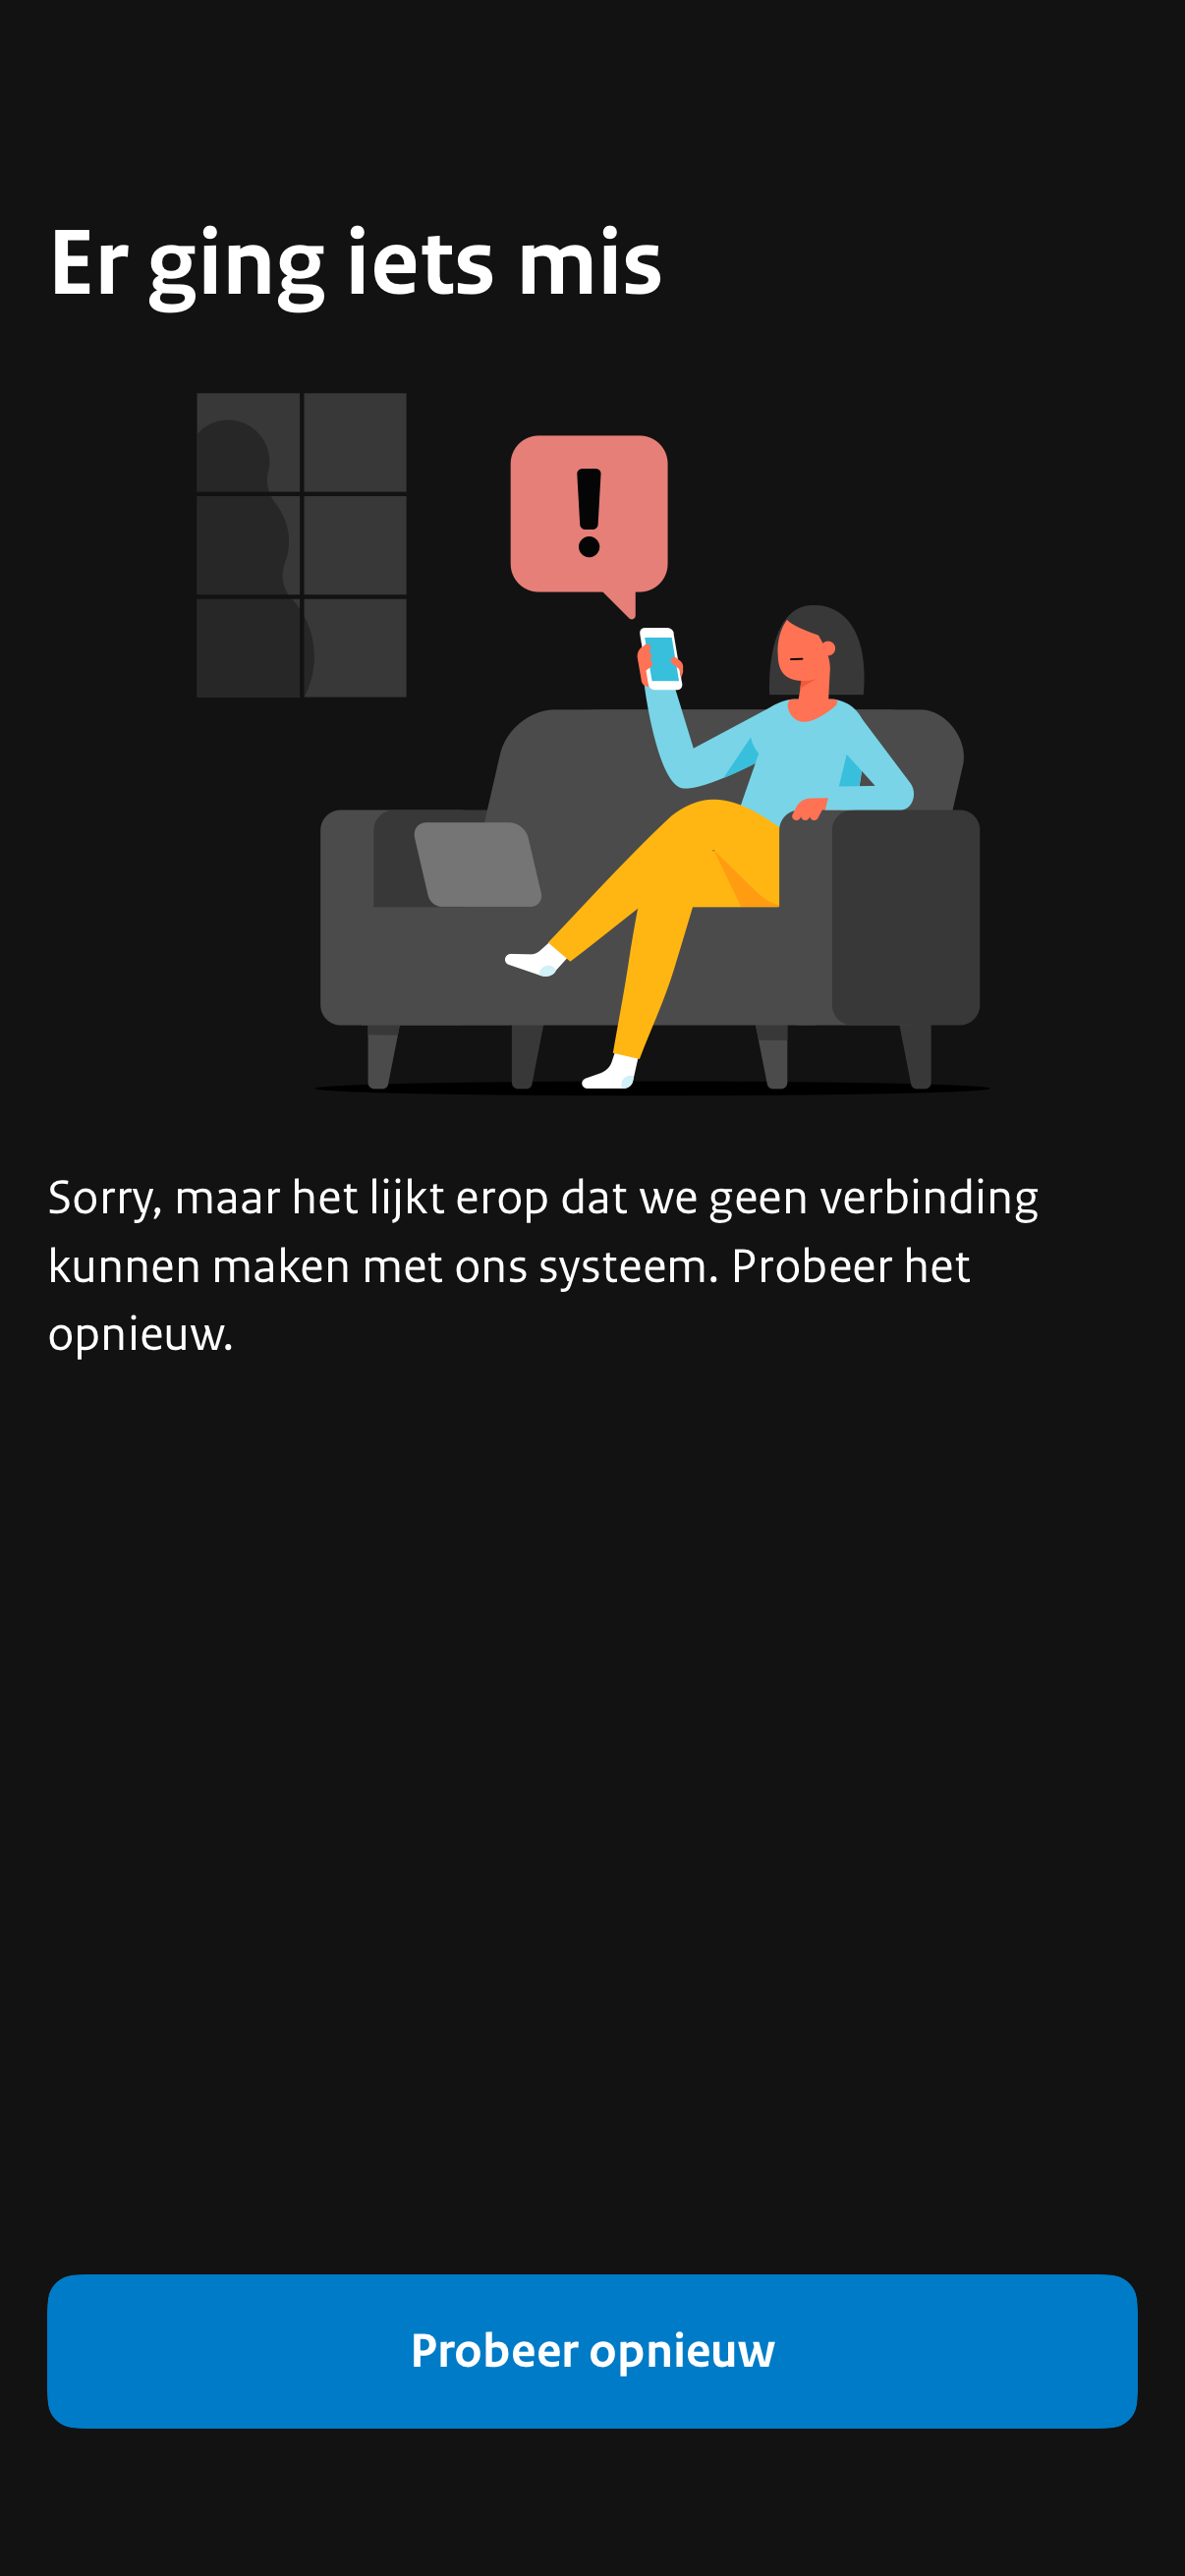 Er ging iets mis
!
Sorry, maar het lijkt erop dat we geen verbinding
kunnen maken met ons systeem. Probeer het
opnieuw.
Probeer opnieuw